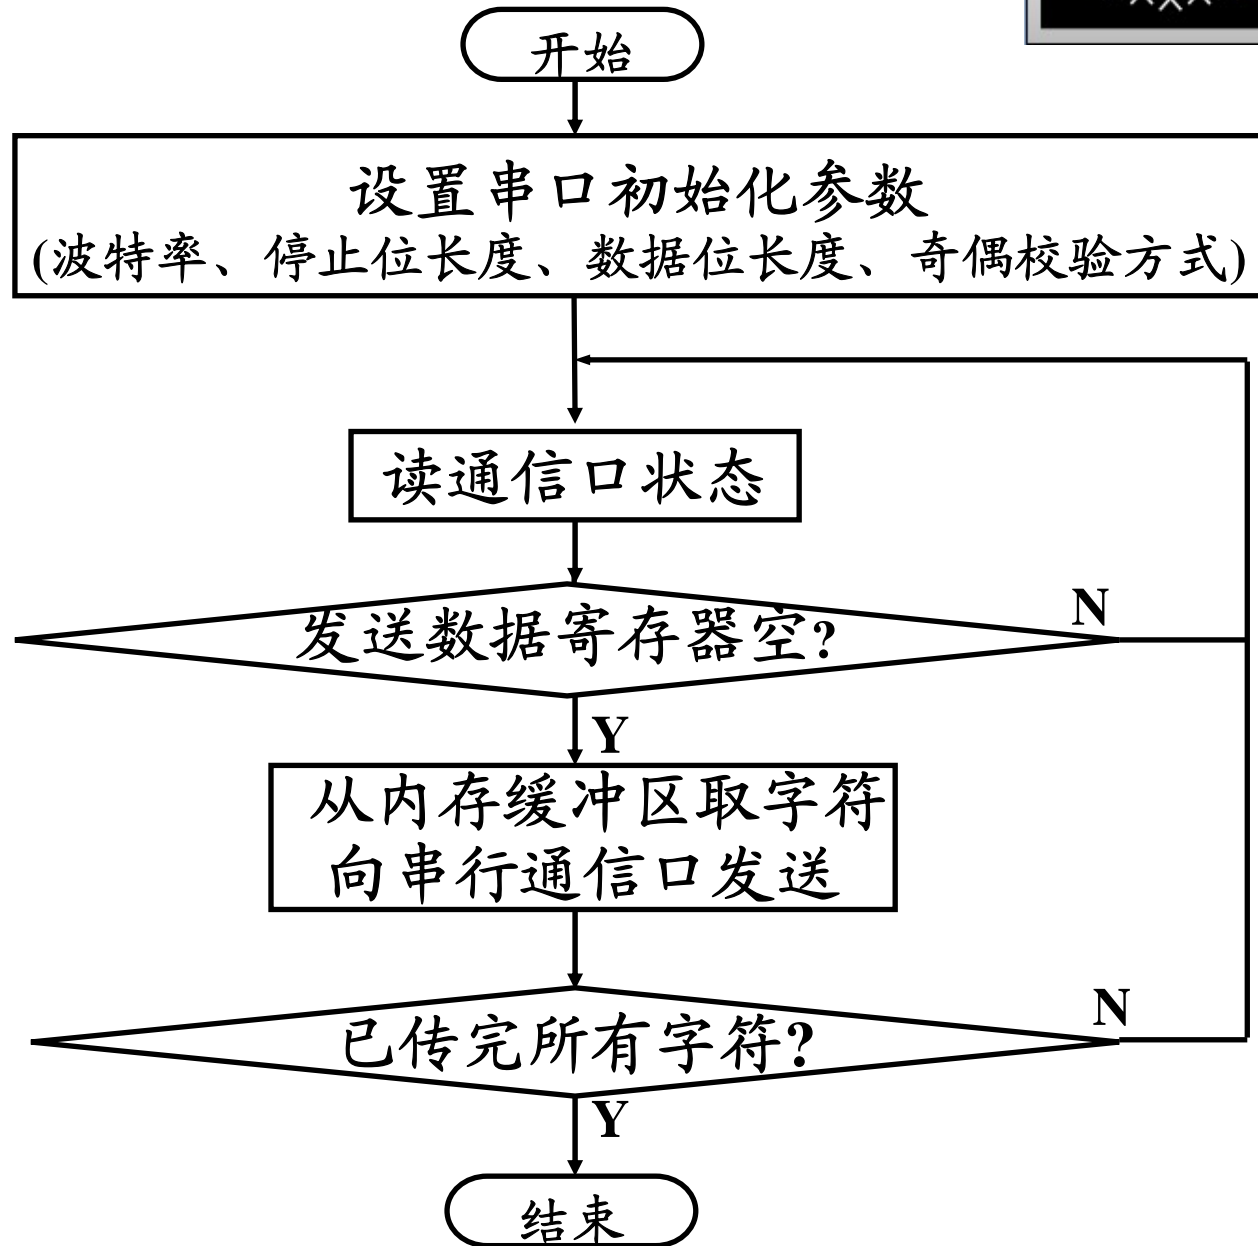 开始
设置串口初始化参数
(波特率、停止位长度、数据位长度、奇偶校验方式)
读通信口状态
发送数据寄存器空?
N
Y
从内存缓冲区取字符
向串行通信口发送
已传完所有字符?
N
Y
结束